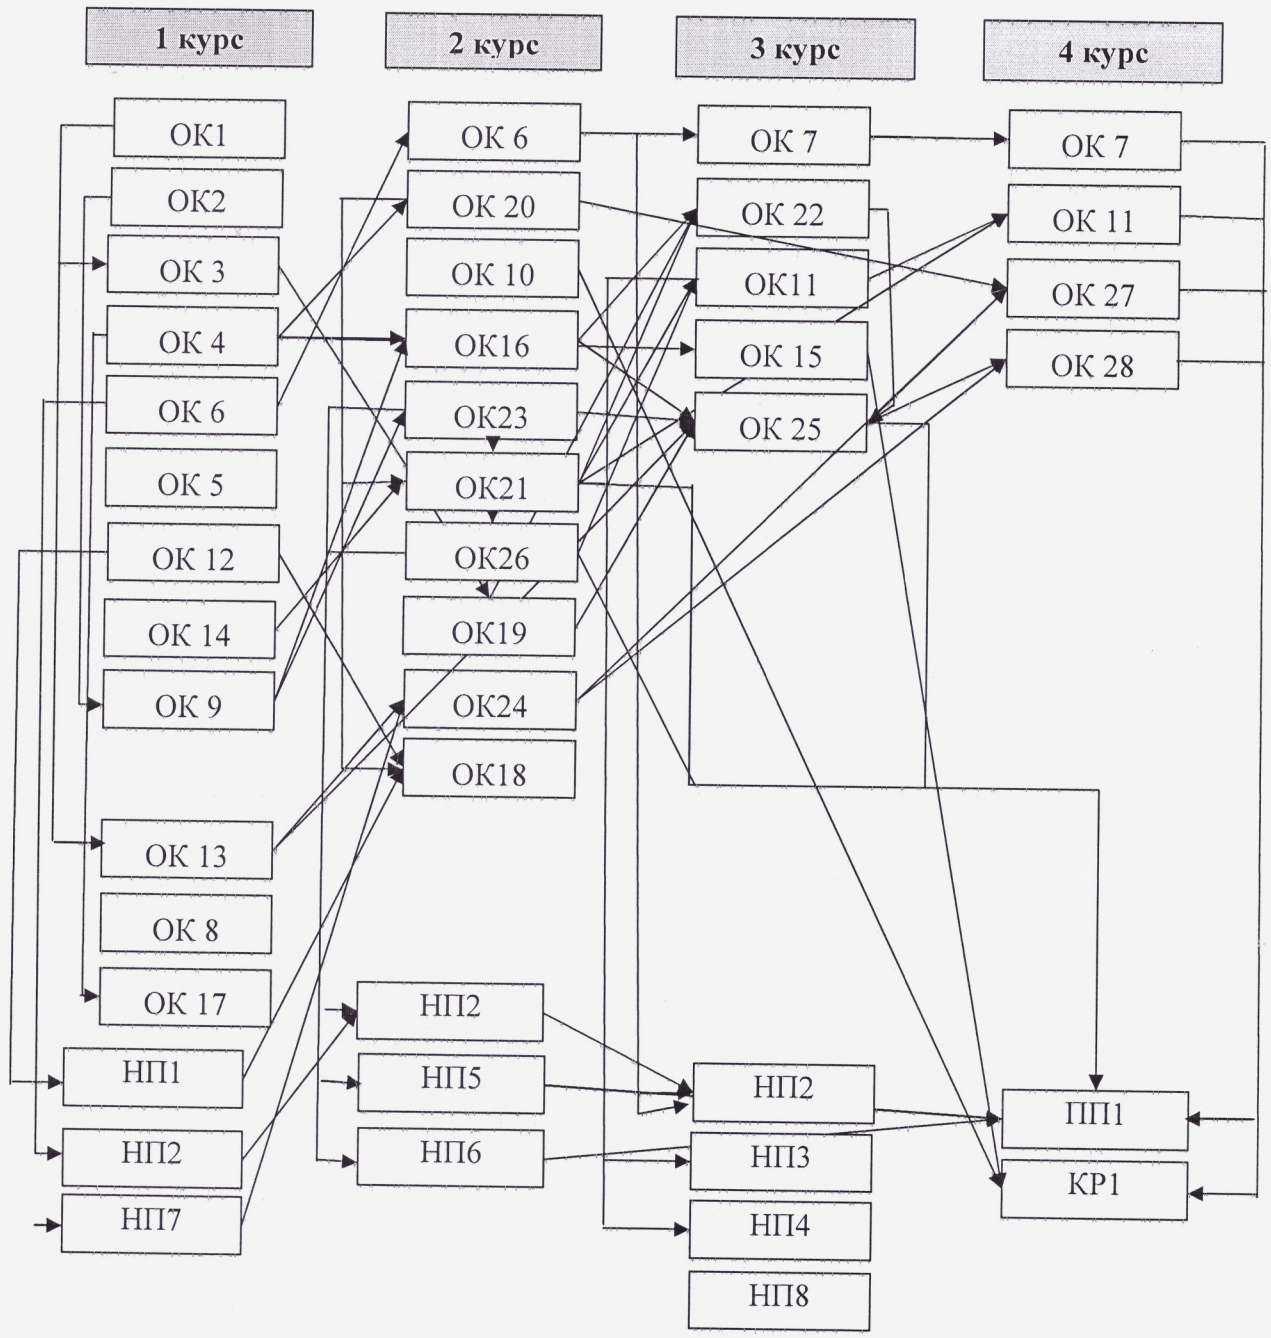 1 курс
2 курс
3 курс
4 курс
ОК1
ОК2
ОК 3
ОК 4
ОК 6
ОК 5
ОК 12
ОК 14
ОК 9
ОК 13
ОК 8
ОК 17
НП1
НП2
НП7
ОК 6
ОК 20
ОК 10
ОК16
ОК23
ОК21
ОК26
ОК19
ОК24
ОК18
НП2
НП5
НП6
ОК 7
ОК 22
ОК11
ОК 15
ОК 25
НП2
НП3
НП4
НП8
ОК 7
ОК 11
ОК 27
ОК 28
ПП1
КР1